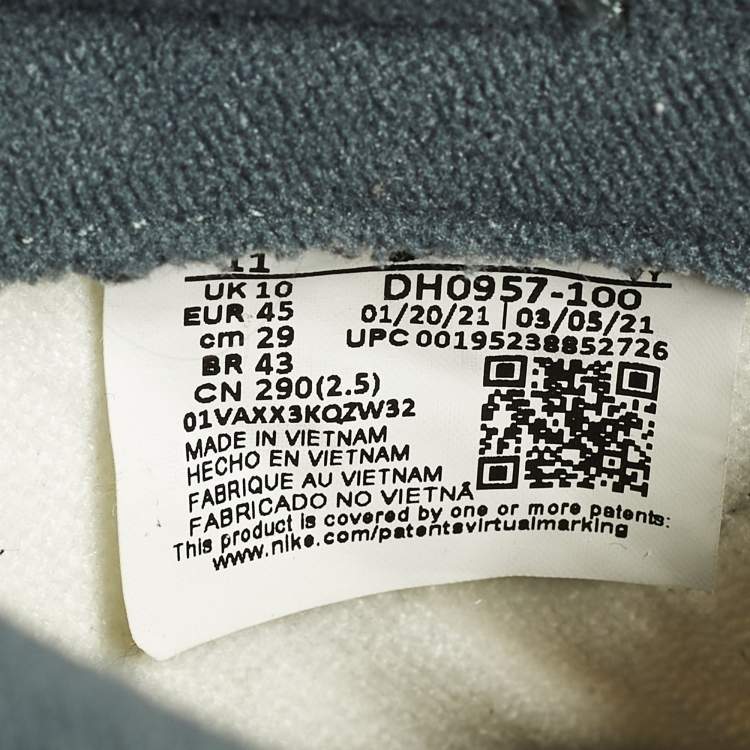 11
UK 10
EUR 45
cm 29
BR 43
CN 290(2.5)
DH0957-100
01/20/21 | 03/05/21
UPC 00195238852726
01VAXX3KQZW32
MADE IN VIETNAM
HECHO EN VIETNAM
FABRIQUE AU VIETNAM
FABRICADO NO VIETNÃ
This product is covered by one or more patents:
www.nike.com/patentsvirtualmarking